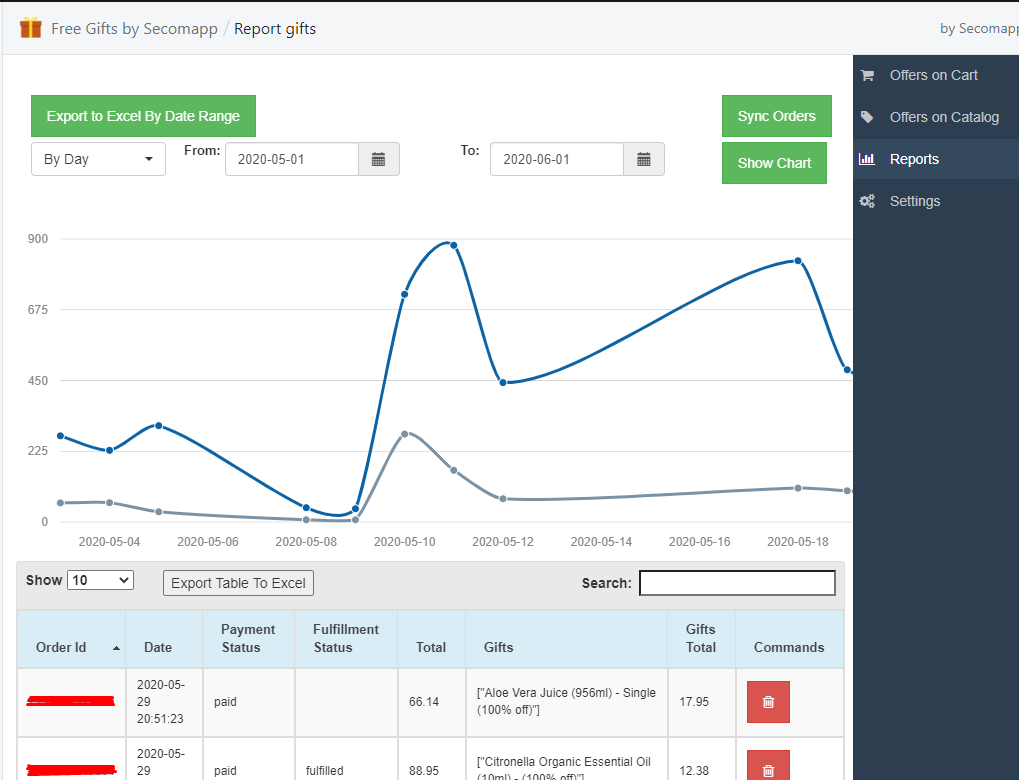 Free Gifts by Secomapp / Report gifts
by Secomapp
Offers on Cart
Offers on Catalog
Reports
Settings
Export to Excel By Date Range
Sync Orders
By Day
From:
2020-05-01
To:
2020-06-01
Show Chart
900
675
450
225
0
2020-05-04
2020-05-06
2020-05-08
2020-05-10
2020-05-12
2020-05-14
2020-05-16
2020-05-18
Show 10
Export Table To Excel
Search:
Order Id
Date
Payment
Status
Fulfillment
Status
Total
Gifts
Gifts
Total
Commands
2020-05-
29
20:51:23
paid
66.14
["Aloe Vera Juice (956ml) - Single
(100% off)"]
17.95
2020-05-
29
paid
fulfilled
88.95
["Citronella Organic Essential Oil
(10ml) - (100% off)"]
12.38